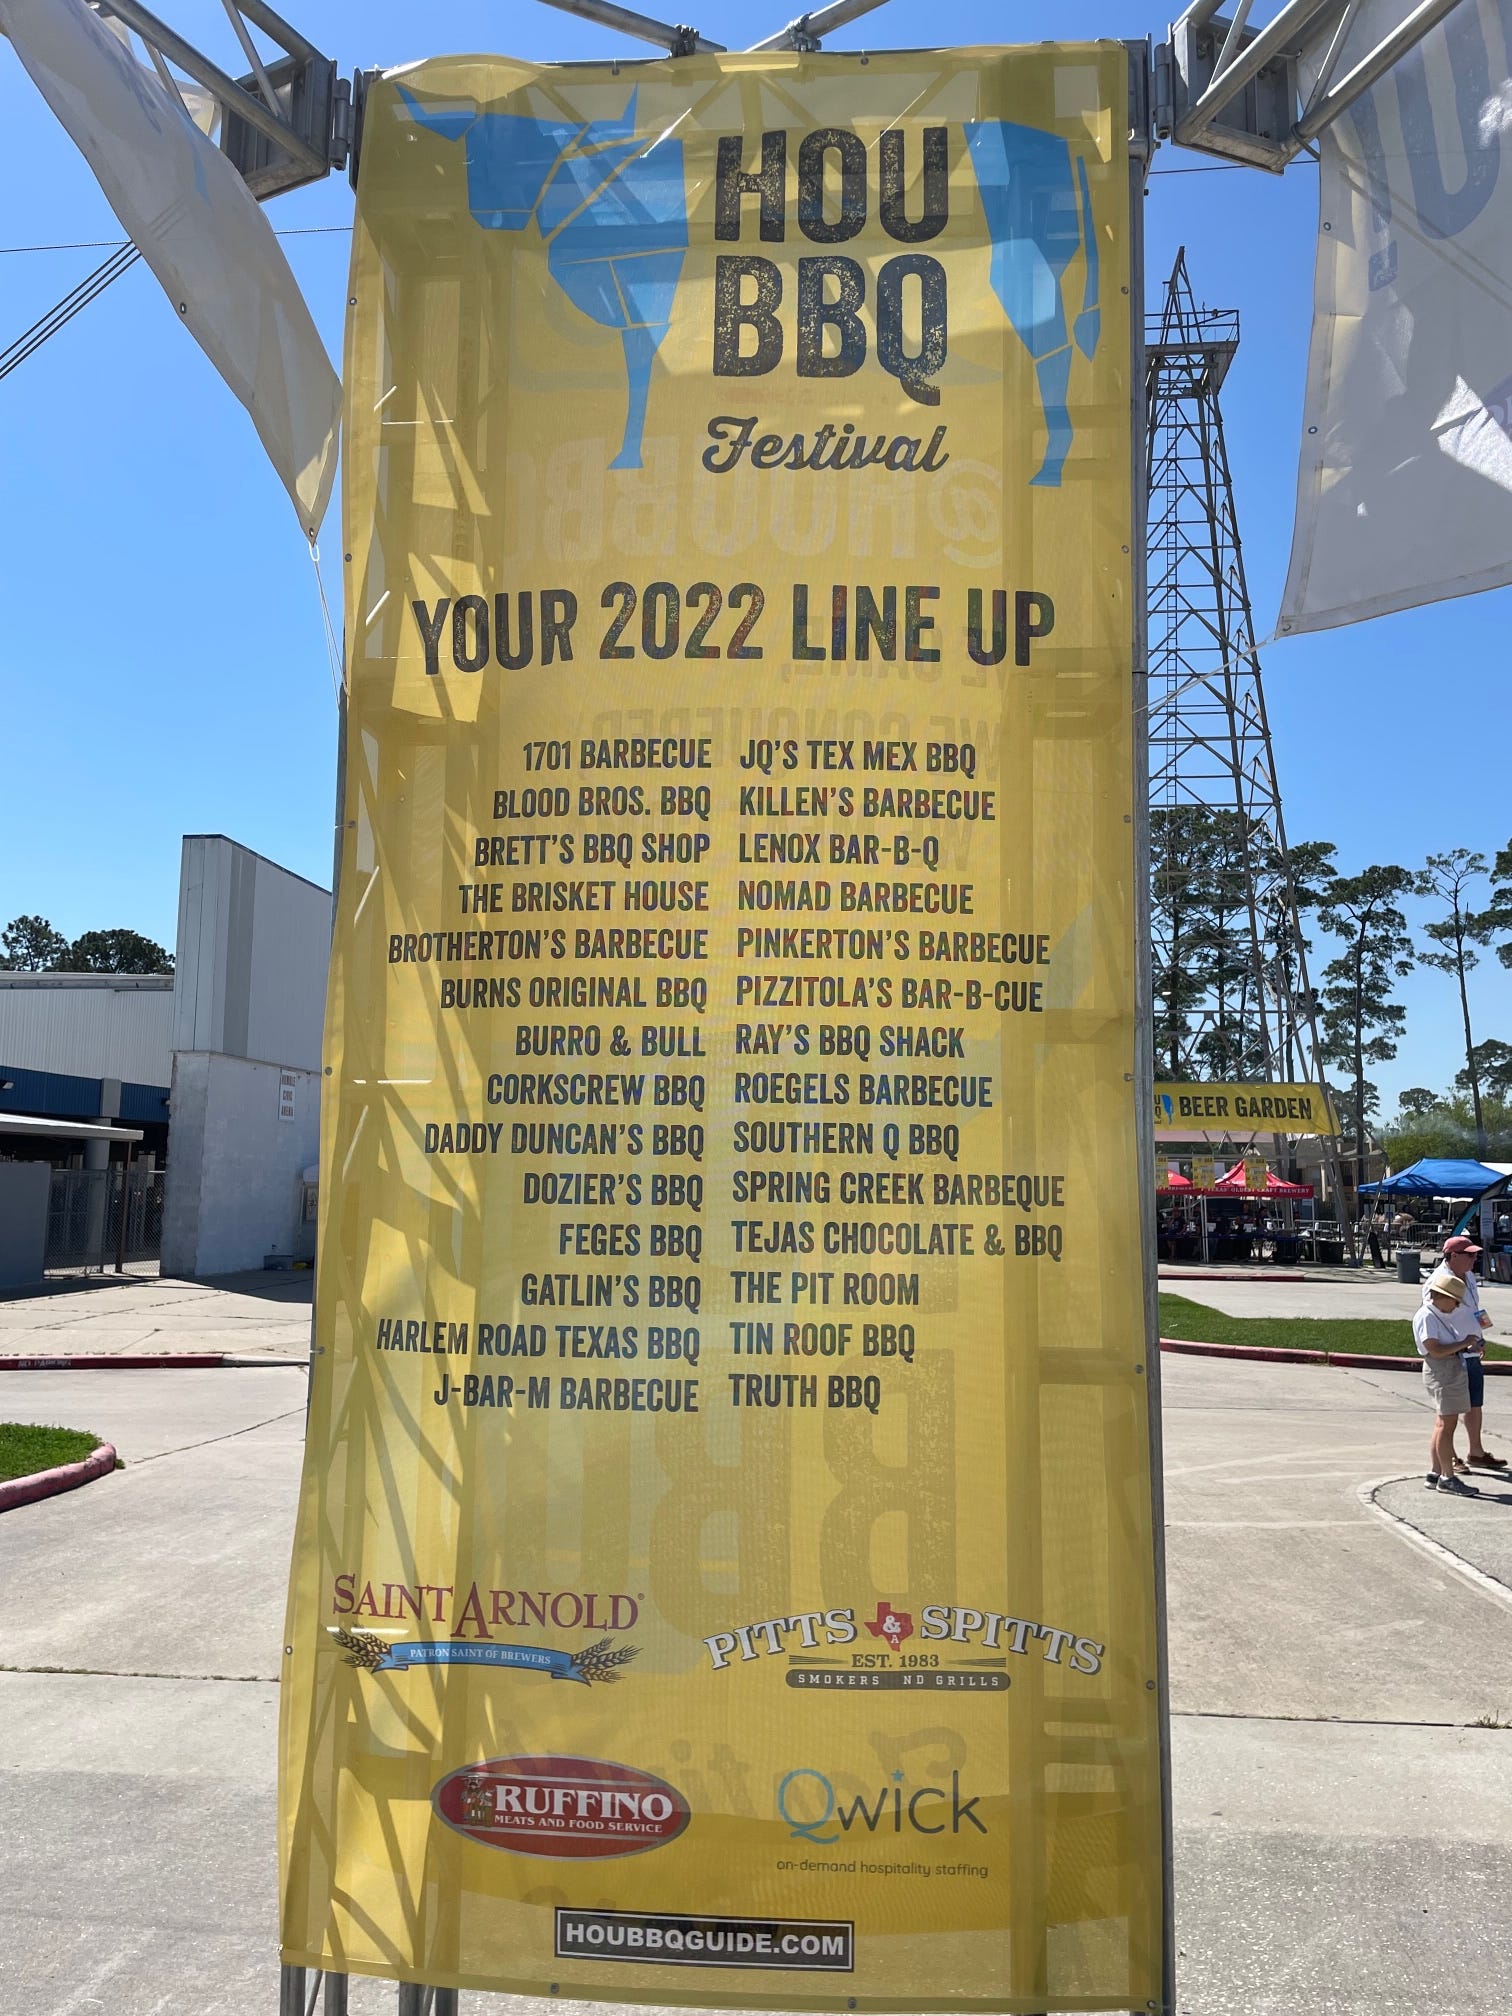 HOU
BBQ
Festival
YOUR 2022 LINE UP
1701 BARBECUE
BLOOD BROS. BBQ
BRETT'S BBQ SHOP
THE BRISKET HOUSE
BROTHERTON'S BARBECUE
BURNS ORIGINAL BBQ
BURRO & BULL
CORKSCREW BBQ
DADDY DUNCAN'S BBQ
DOZIER'S BBQ
FEGES BBQ
GATLIN'S BBQ
HARLEM ROAD TEXAS BBQ
J-BAR-M BARBECUE
JQ'S TEX MEX BBQ
KILLEN'S BARBECUE
LENOX BAR-B-Q
NOMAD BARBECUE
PINKERTON'S BARBECUE
PIZZITOLA'S BAR-B-CUE
RAY'S BBQ SHACK
ROEGELS BARBECUE
SOUTHERN Q BBQ
SPRING CREEK BARBEQUE
TEJAS CHOCOLATE & BBQ
THE PIT ROOM
TIN ROOF BBQ
TRUTH BBQ
SAINT ARNOLD®
PATRON SAINT OF BREWERS
PITTS & SPITTS
EST. 1983
SMOKERS ND GRILLS
RUFFINO
MEATS AND FOOD SERVICE
Qwick
on-demand hospitality staffing
HOUBBQGUIDE.COM
BEER GARDEN
HUMBLE
CIVIC
ARENA
NO PARKING